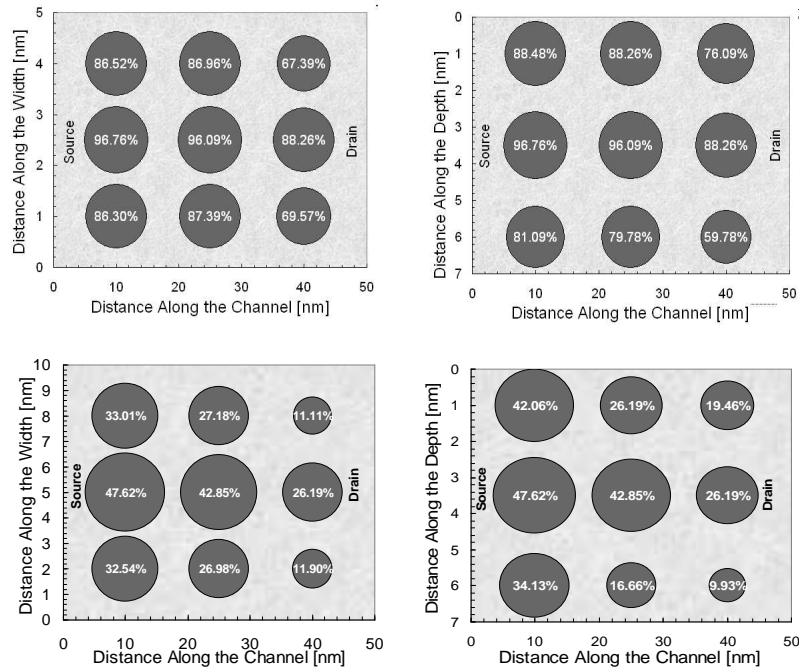 Distance Along the Width [nm]
5
4
3
2
1
0
86.52% 86.96% 67.39%
Source 96.76% 96.09% 88.26% Drain
86.30% 87.39% 69.57%
0 10 20 30 40 50
Distance Along the Channel [nm]
Distance Along the Depth [nm]
0
1
2
3
4
5
6
7
88.48% 88.26% 76.09%
Source 96.76% 96.09% 88.26% Drain
81.09% 79.78% 59.78%
0 10 20 30 40 50
Distance Along the Channel [nm]
Distance Along the Width [nm]
10
9
8
7
6
5
4
3
2
1
0
33.01% 27.18% 11.11%
Source 47.62% 42.85% 26.19% Drain
32.54% 26.98% 11.90%
0 10 20 30 40 50
Distance Along the Channel [nm]
Distance Along the Depth [nm]
0
1
2
3
4
5
6
7
42.06% 26.19% 19.46%
Source 47.62% 42.85% 26.19% Drain
34.13% 16.66% 9.93%
0 10 20 30 40 50
Distance Along the Channel [nm]